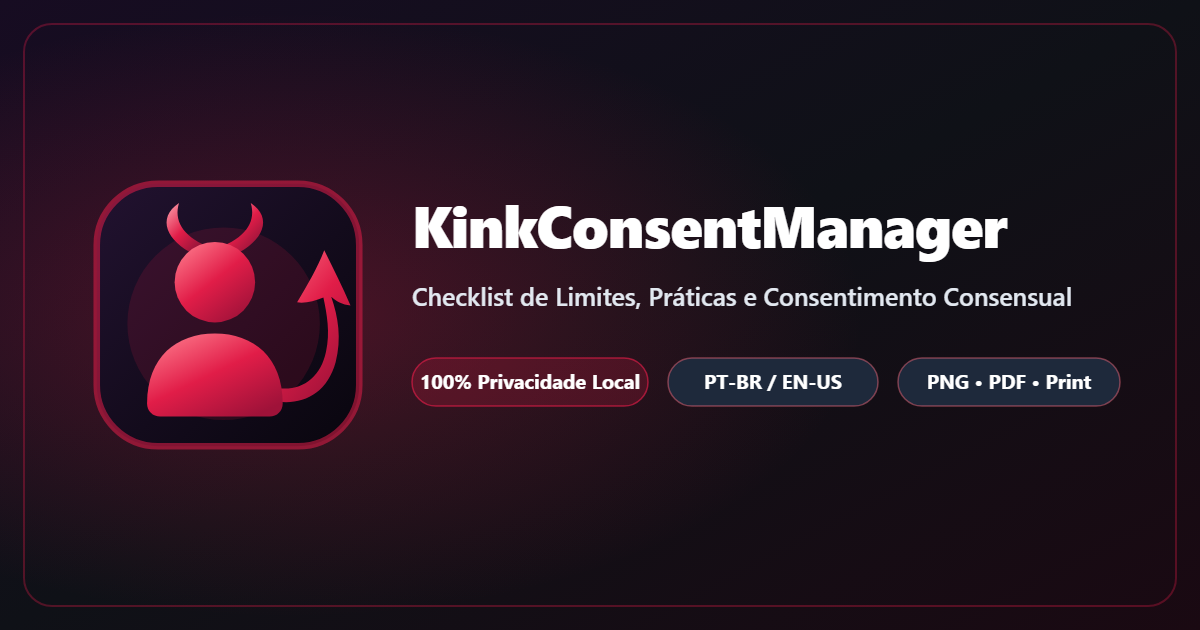 KinkConsentManager
Checklist de Limites, Práticas e Consentimento Consensual
100% Privacidade Local
PT-BR / EN-US
PNG • PDF • Print